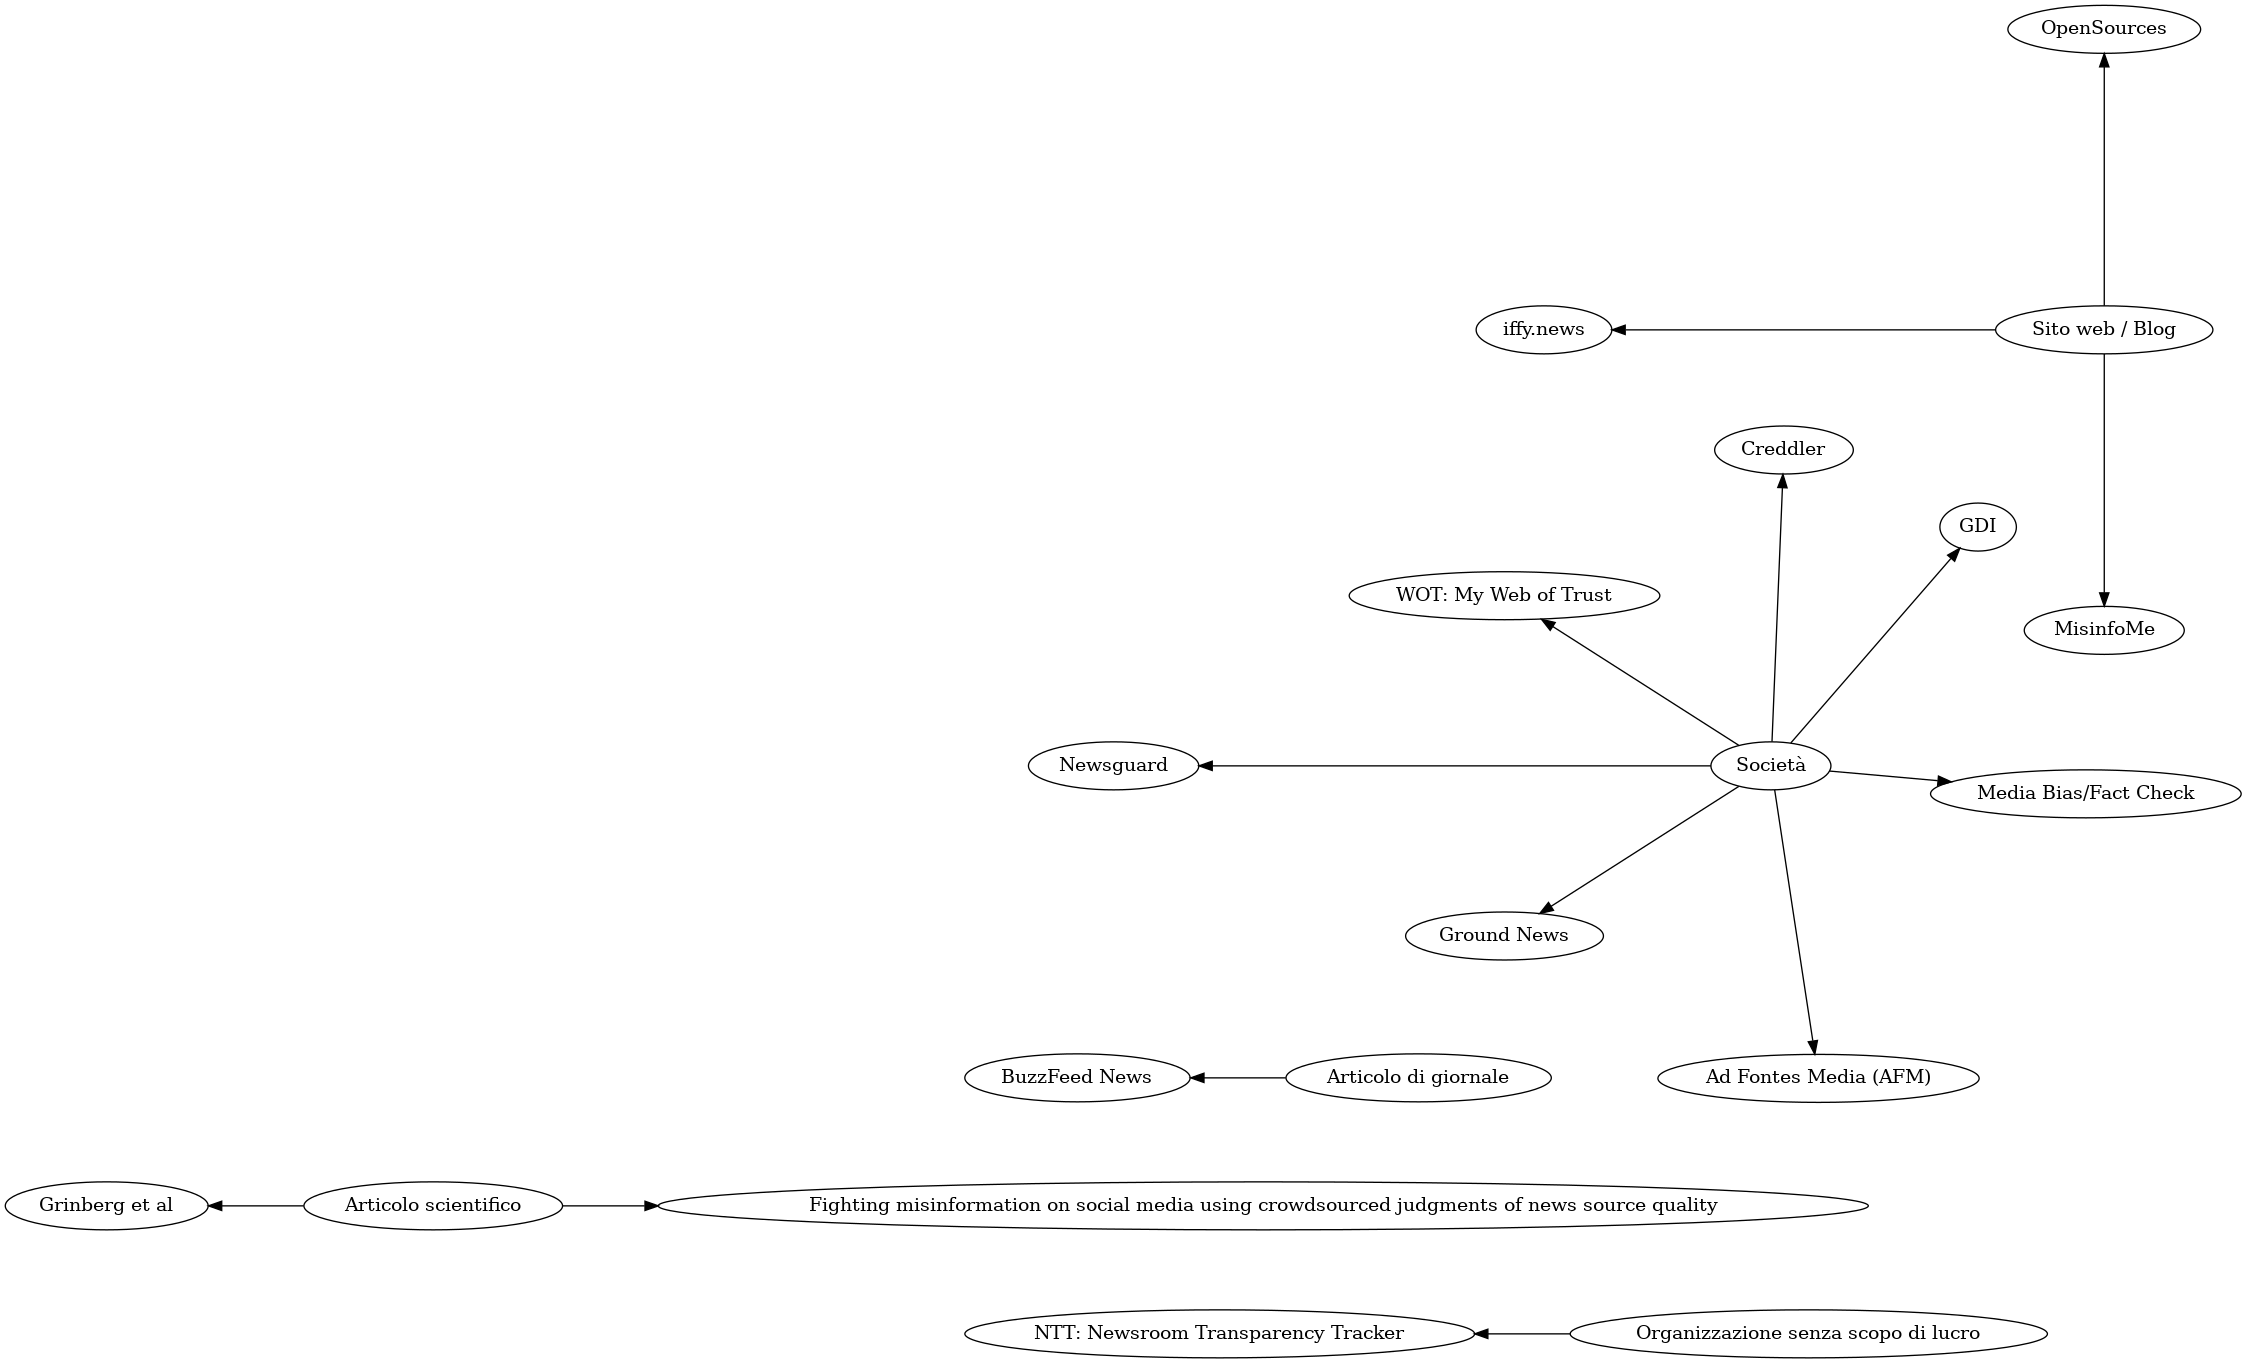 OpenSources
iffy.news
Sito web / Blog
Creddler
GDI
WOT: My Web of Trust
MisinfoMe
Newsguard
Società
Media Bias/Fact Check
Ground News
BuzzFeed News
Articolo di giornale
Ad Fontes Media (AFM)
Grinberg et al
Articolo scientifico
Fighting misinformation on social media using crowdsourced judgments of news source quality
NTT: Newsroom Transparency Tracker
Organizzazione senza scopo di lucro